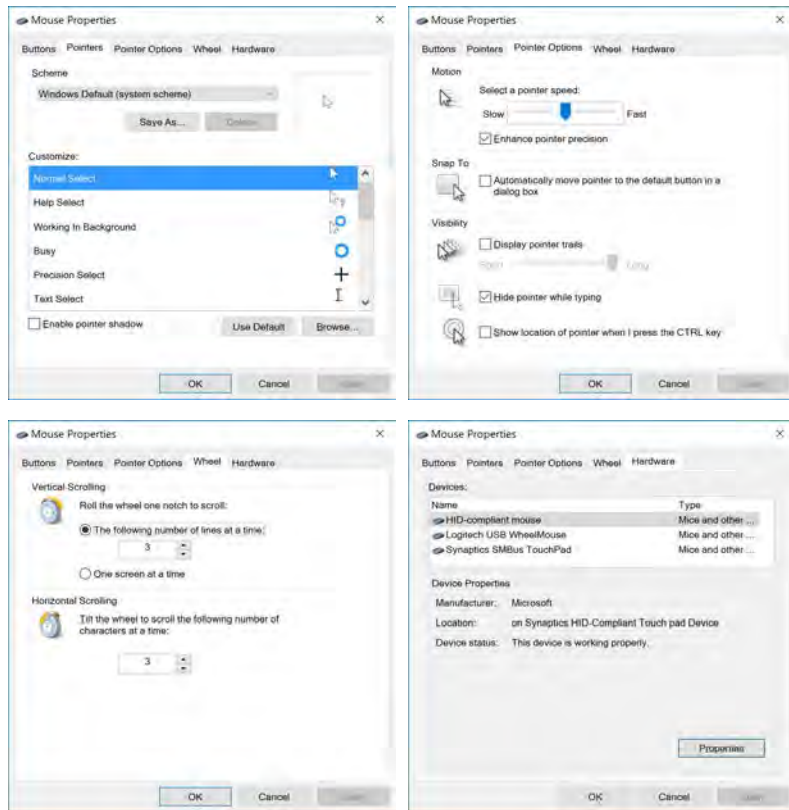 Mouse Properties
Buttons Pointers Pointer Options Wheel Hardware
Scheme
Windows Default (system scheme)
Save As... Delete
Customize:
Normal Select
Help Select
Working In Background
Busy
Precision Select
Text Select
Enable pointer shadow
Use Default Browse...
OK Cancel
Mouse Properties
Buttons Pointers Pointer Options Wheel Hardware
Motion
Select a pointer speed:
Slow Fast
Enhance pointer precision
Snap To
Automatically move pointer to the default button in a
dialog box
Visibility
Display pointer trails
Short Long
Hide pointer while typing
Show location of pointer when I press the CTRL key
OK Cancel
Mouse Properties
Buttons Pointers Pointer Options Wheel Hardware
Vertical Scrolling
Roll the wheel one notch to scroll:
The following number of lines at a time:
3
One screen at a time
Horizontal Scrolling
Tilt the wheel to scroll the following number of
characters at a time:
3
OK Cancel
Mouse Properties
Buttons Pointers Pointer Options Wheel Hardware
Devices:
Name Type
HID-compliant mouse Mice and other ...
Logitech USB WheelMouse Mice and other ...
Synaptics SMBus TouchPad Mice and other ...
Device Properties
Manufacturer: Microsoft
Location: on Synaptics HID-Compliant Touch pad Device
Device status: This device is working properly.
Properties
OK Cancel